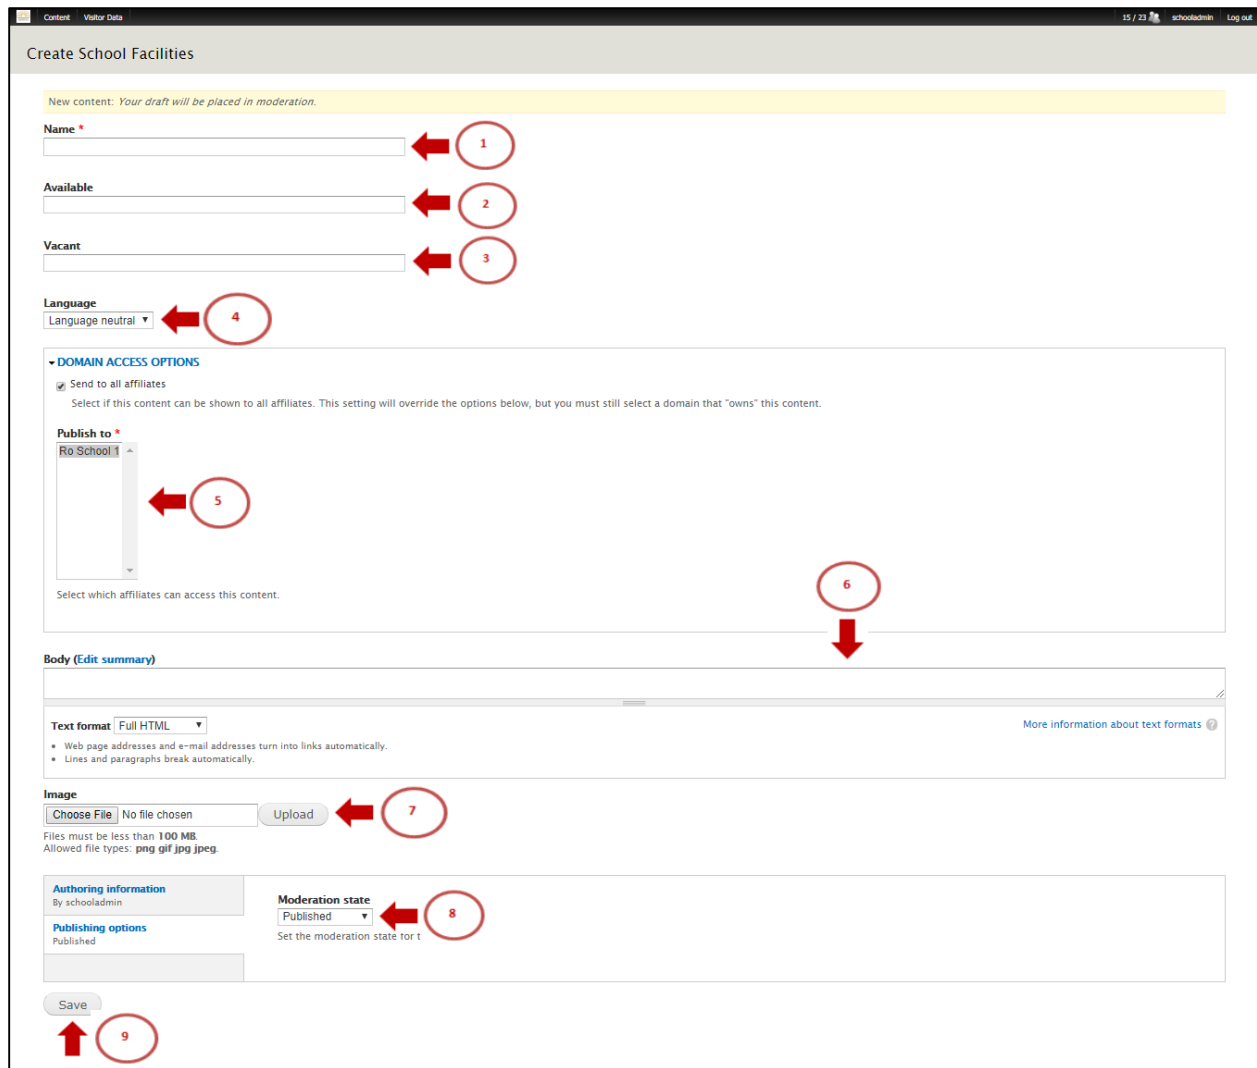 Content Visitor Data 15 / 23 schooladmin Log out
Create School Facilities
New content: Your draft will be placed in moderation.
Name *
1
Available
2
Vacant
3
Language
Language neutral
4
DOMAIN ACCESS OPTIONS
Send to all affiliates
Select if this content can be shown to all affiliates. This setting will override the options below, but you must still select a domain that "owns" this content.
Publish to *
Ro School 1
5
Select which affiliates can access this content.
6
Body (Edit summary)
Text format Full HTML More information about text formats ?
• Web page addresses and e-mail addresses turn into links automatically.
• Lines and paragraphs break automatically.
Image
Choose File No file chosen Upload
7
Files must be less than 100 MB.
Allowed file types: png gif jpg jpeg.
Authoring information
By schooladmin
Publishing options
Published
Moderation state
Published
8
Set the moderation state for t
Save
9